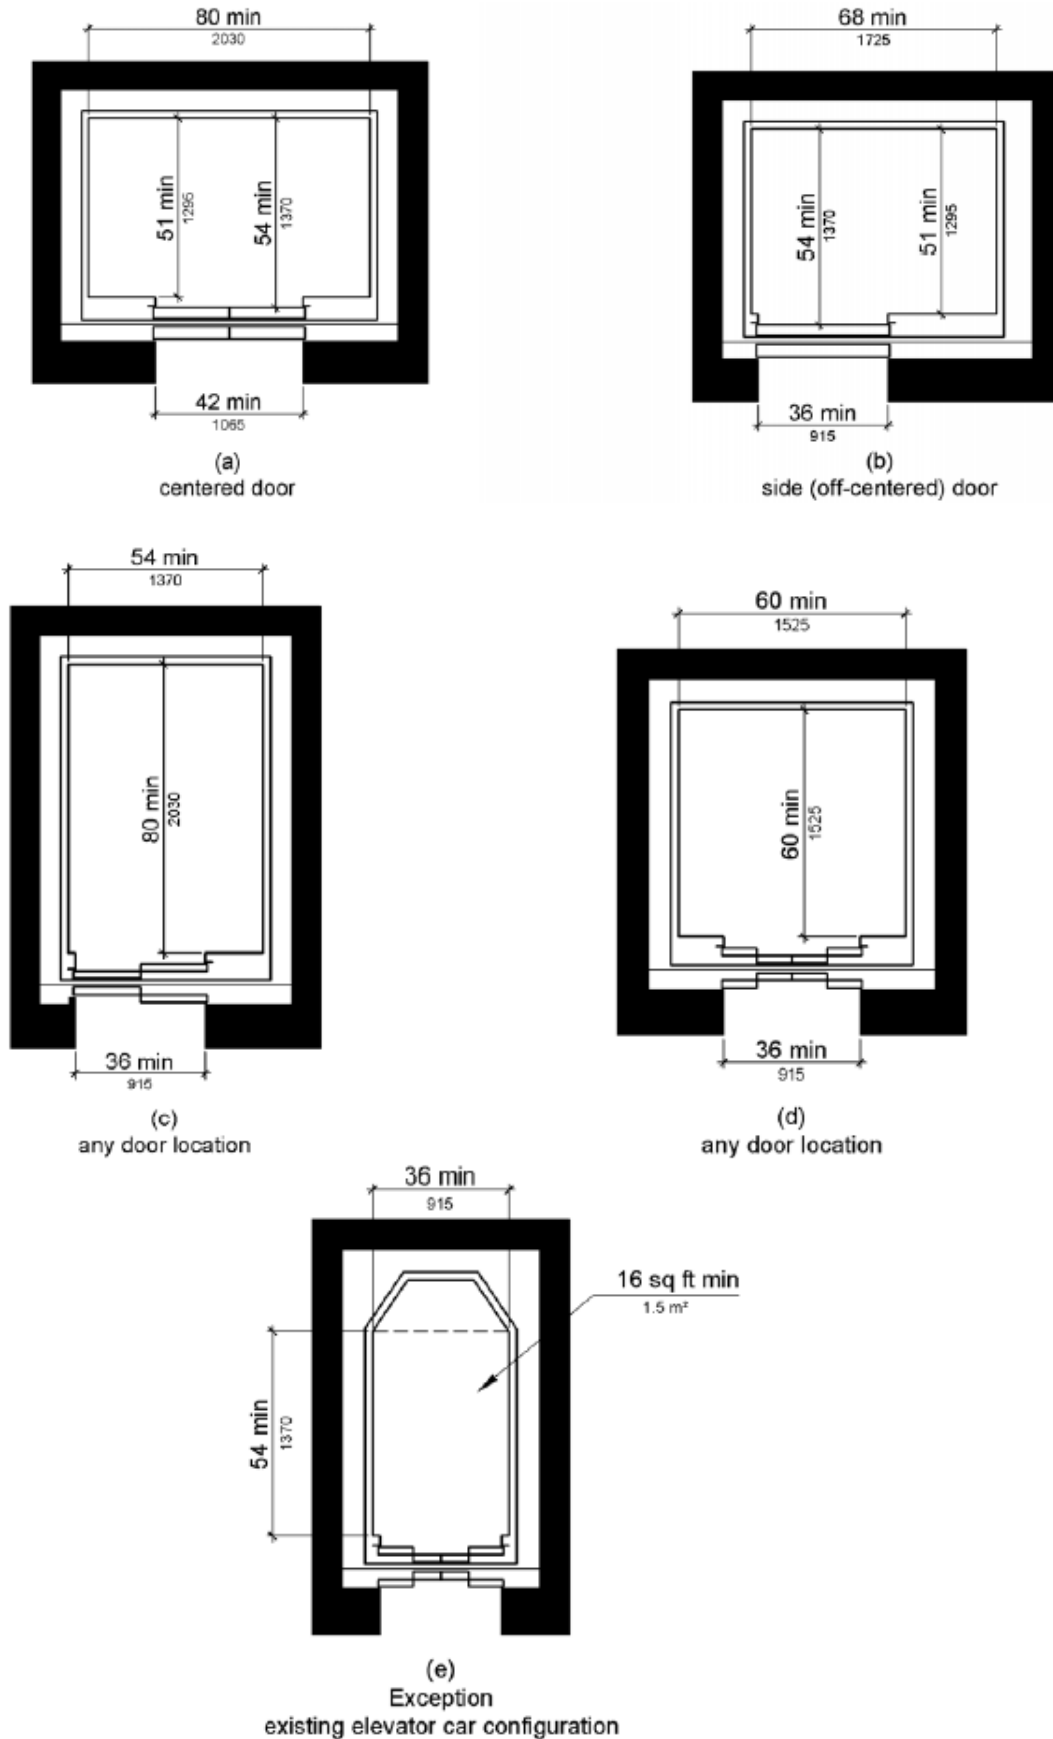 80 min
2030
68 min
1725
51 min
1295
54 min
1370
54 min
1370
51 min
1295
42 min
1065
36 min
915
(a)
centered door
(b)
side (off-centered) door
54 min
1370
60 min
1525
80 min
2030
60 min
1525
36 min
915
36 min
915
(c)
any door location
(d)
any door location
36 min
915
16 sq ft min
1.5 m²
54 min
1370
(e)
Exception
existing elevator car configuration